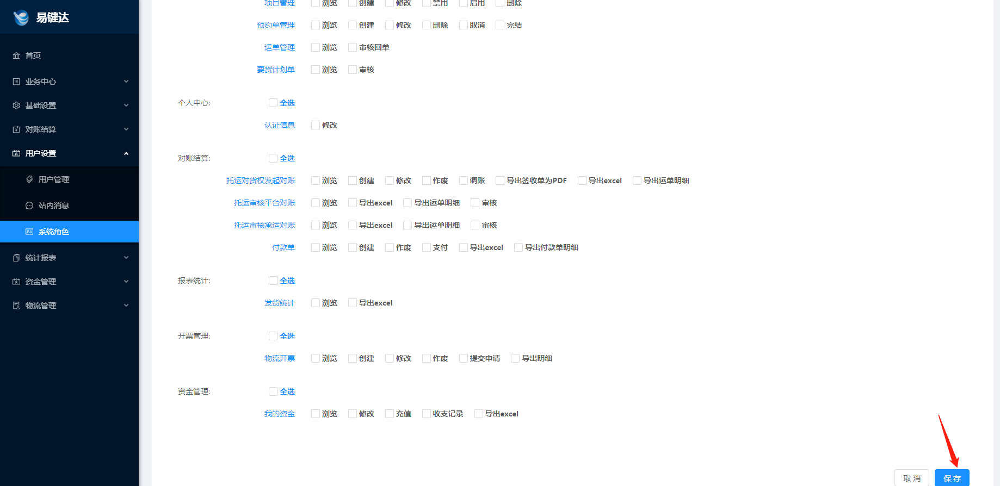 易键达
首页
业务中心
基础设置
对账结算
用户设置
用户管理
站内消息
系统角色
统计报表
资金管理
物流管理
项目管理 浏览 创建 修改 禁用 启用 删除
预约单管理 浏览 创建 修改 删除 取消 完结
运单管理 浏览 审核回单
要货计划单 浏览 审核
个人中心: 全选
认证信息 修改
对账结算: 全选
托运对货权发起对账 浏览 创建 修改 作废 调账 导出签收单为PDF 导出excel 导出运单明细
托运审核平台对账 浏览 导出excel 导出运单明细 审核
托运审核承运对账 浏览 导出excel 导出运单明细 审核
付款单 浏览 创建 作废 支付 导出excel 导出付款单明细
报表统计: 全选
发货统计 浏览 导出excel
开票管理: 全选
物流开票 浏览 创建 修改 作废 提交申请 导出明细
资金管理: 全选
我的资金 浏览 修改 充值 收支记录 导出excel
取消 保存